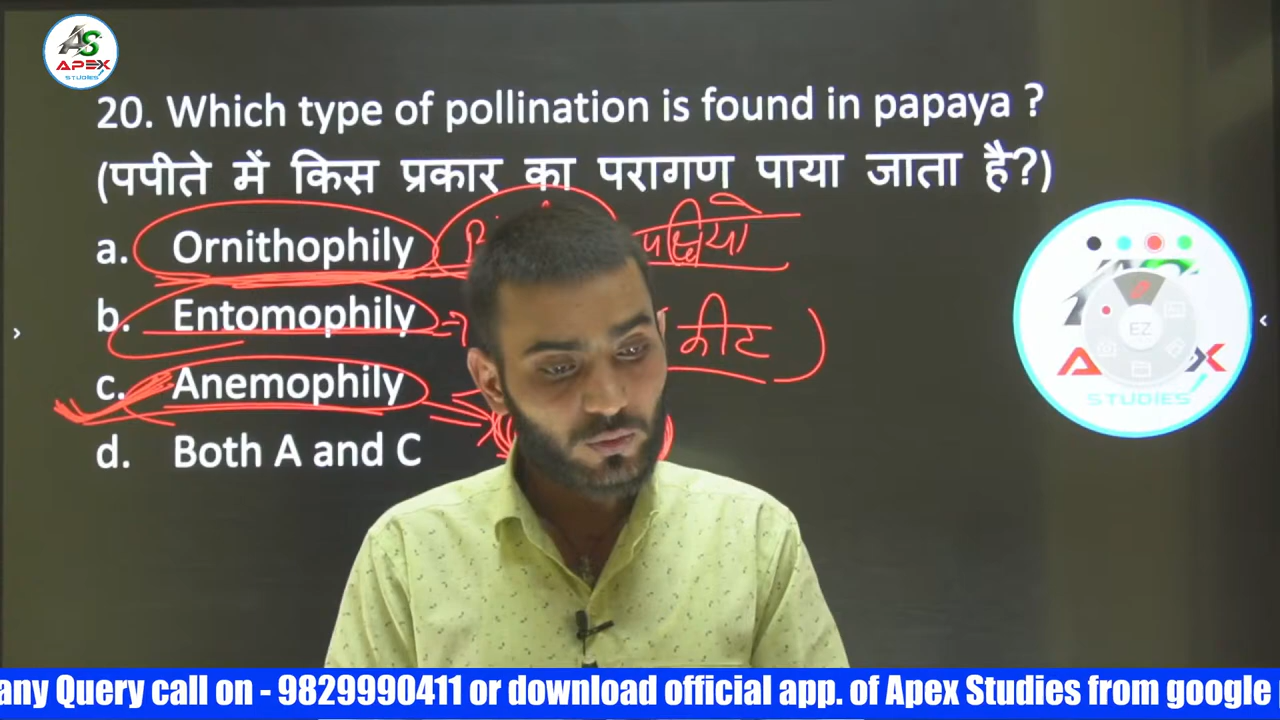 AS
APEX
STUDIES
20. Which type of pollination is found in papaya ?
(पपीते में किस प्रकार का परागण पाया जाता है?)
a. Ornithophily पक्षियो
b. Entomophily ( कीट )
c. Anemophily
d. Both A and C
EZ
A X
STUDIES
any Query call on - 9829990411 or download official app. of Apex Studies from google